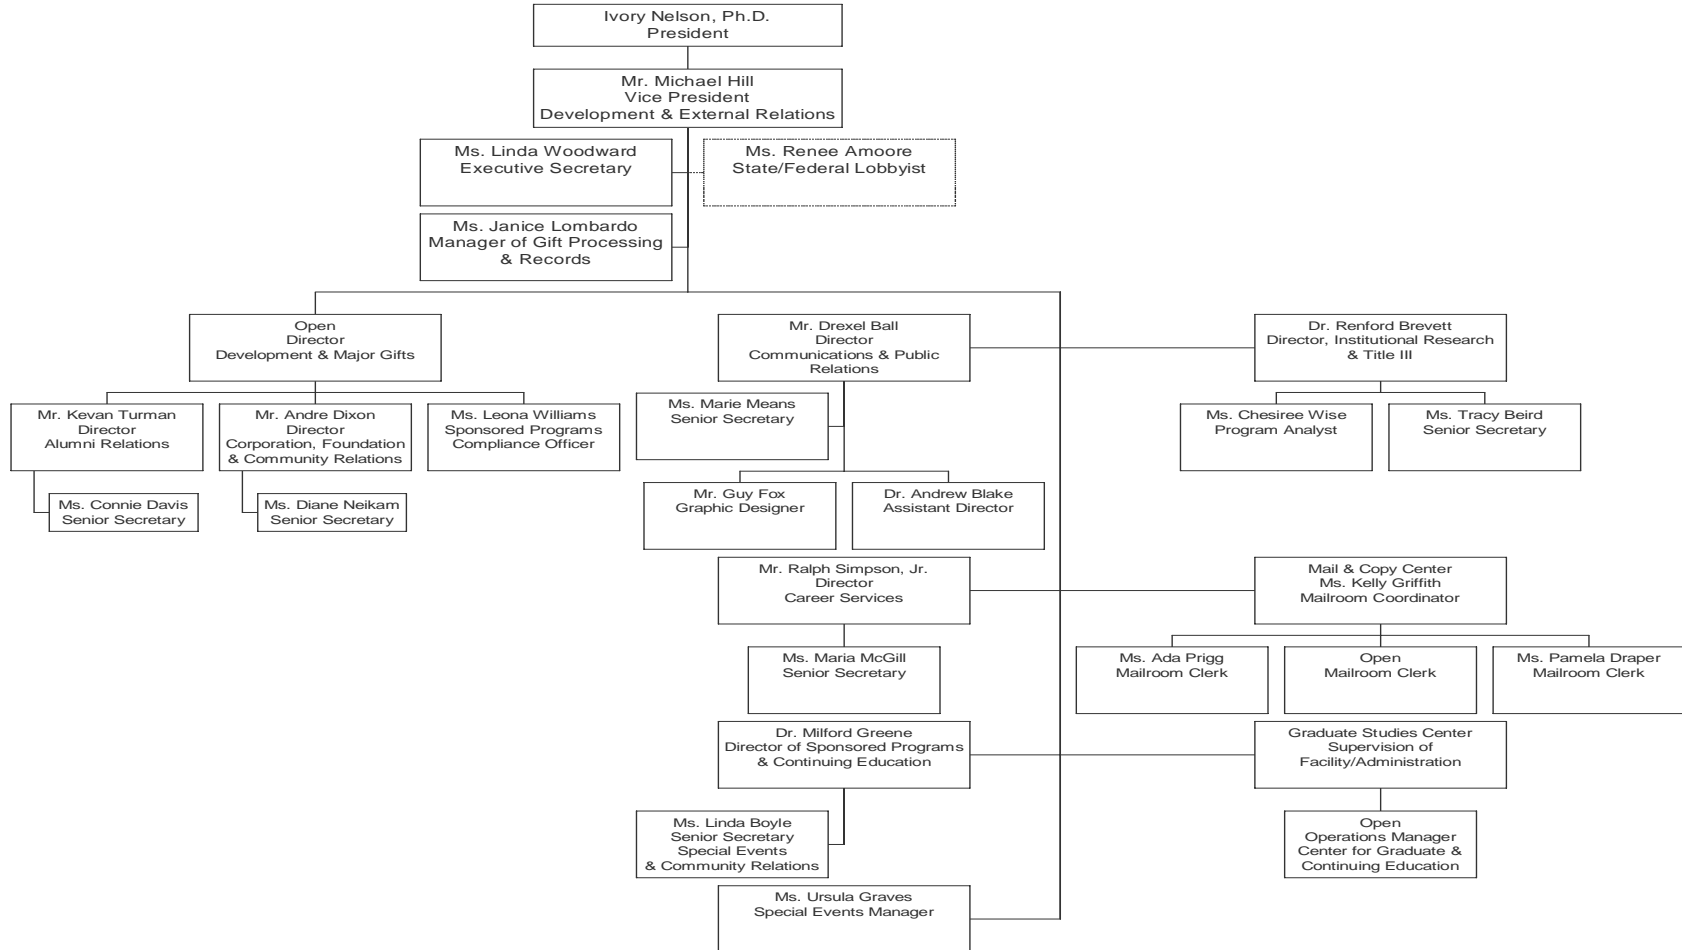 Ivory Nelson, Ph.D.
President
Mr. Michael Hill
Vice President
Development & External Relations
Ms. Linda Woodward
Executive Secretary
Ms. Renee Amoore
State/Federal Lobbyist
Ms. Janice Lombardo
Manager of Gift Processing
& Records
Open
Director
Development & Major Gifts
Mr. Drexel Ball
Director
Communications & Public
Relations
Dr. Renford Brevett
Director, Institutional Research
& Title III
Mr. Kevan Turman
Director
Alumni Relations
Mr. Andre Dixon
Director
Corporation, Foundation
& Community Relations
Ms. Leona Williams
Sponsored Programs
Compliance Officer
Ms. Marie Means
Senior Secretary
Ms. Chesiree Wise
Program Analyst
Ms. Tracy Beird
Senior Secretary
Ms. Connie Davis
Senior Secretary
Ms. Diane Neikam
Senior Secretary
Mr. Guy Fox
Graphic Designer
Dr. Andrew Blake
Assistant Director
Mr. Ralph Simpson, Jr.
Director
Career Services
Mail & Copy Center
Ms. Kelly Griffith
Mailroom Coordinator
Ms. Maria McGill
Senior Secretary
Ms. Ada Prigg
Mailroom Clerk
Open
Mailroom Clerk
Ms. Pamela Draper
Mailroom Clerk
Dr. Milford Greene
Director of Sponsored Programs
& Continuing Education
Graduate Studies Center
Supervision of
Facility/Administration
Ms. Linda Boyle
Senior Secretary
Special Events
& Community Relations
Open
Operations Manager
Center for Graduate &
Continuing Education
Ms. Ursula Graves
Special Events Manager